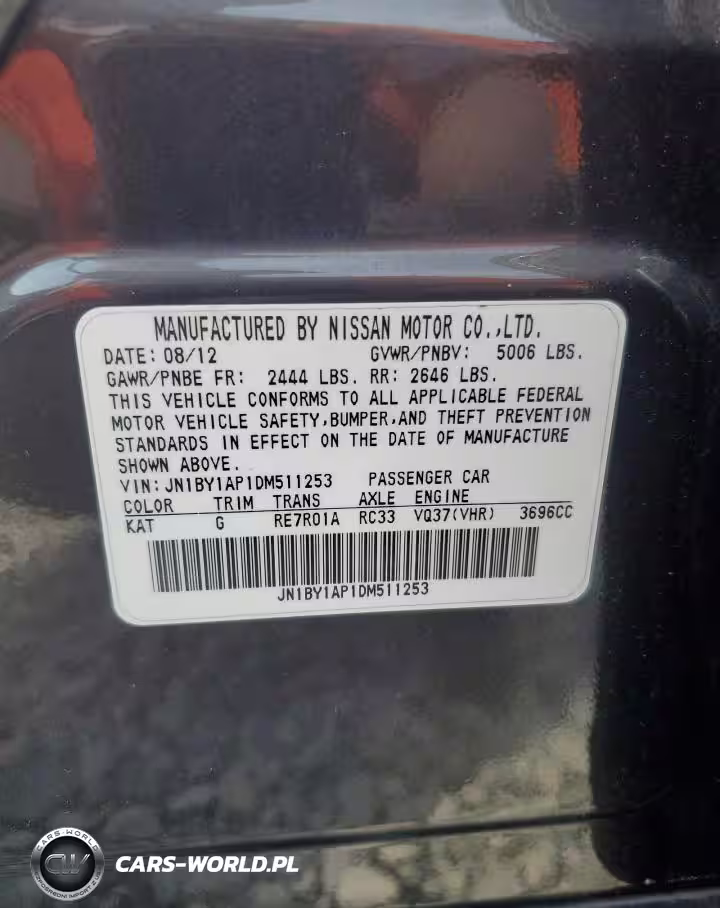 MANUFACTURED BY NISSAN MOTOR CO.,LTD.
DATE: 08/12 GVWR/PNBV: 5006 LBS.
GAWR/PNBE FR: 2444 LBS. RR: 2646 LBS.
THIS VEHICLE CONFORMS TO ALL APPLICABLE FEDERAL
MOTOR VEHICLE SAFETY,BUMPER,AND THEFT PREVENTION
STANDARDS IN EFFECT ON THE DATE OF MANUFACTURE
SHOWN ABOVE.
VIN: JN1BY1AP1DM511253 PASSENGER CAR
COLOR TRIM TRANS AXLE ENGINE
KAT G RE7R01A RC33 VQ37(VHR) 3696CC
JN1BY1AP1DM511253
CARS-WORLD
CW
CARS-WORLD.PL